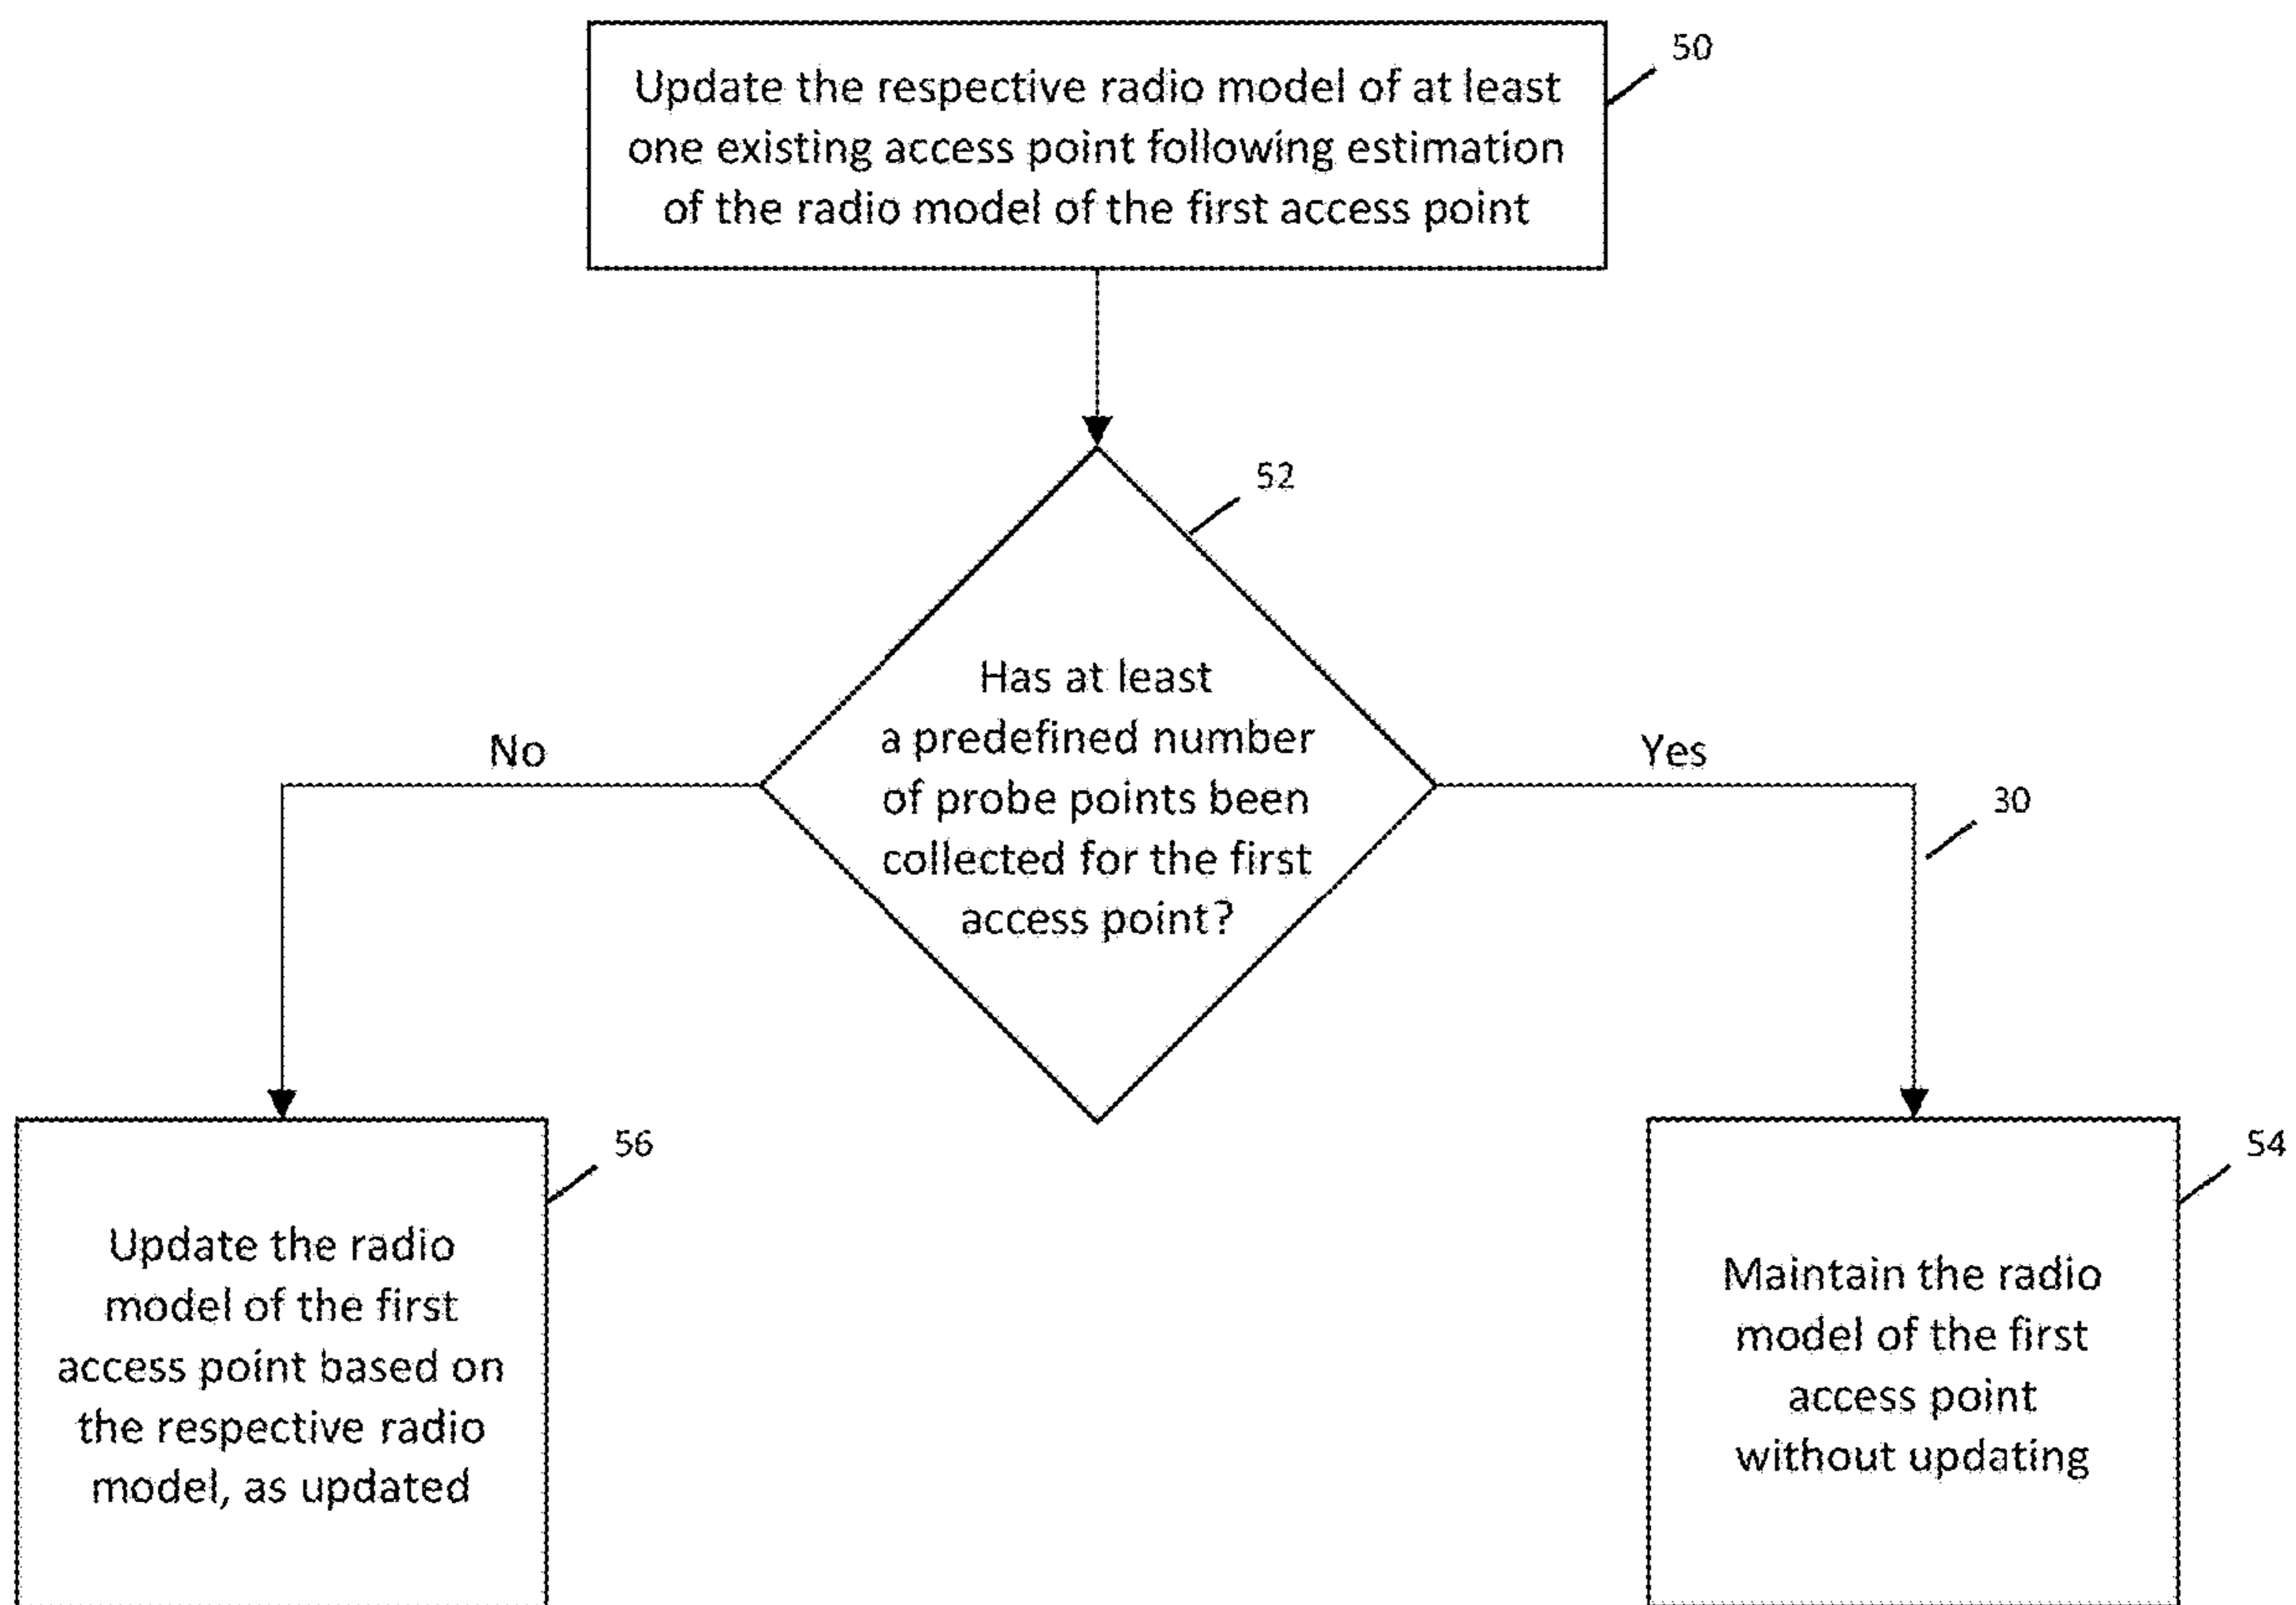 50
Update the respective radio model of at least
one existing access point following estimation
of the radio model of the first access point
52
Has at least
a predefined number
of probe points been
collected for the first
access point?
No
Yes
30
56
Update the radio
model of the first
access point based on
the respective radio
model, as updated
54
Maintain the radio
model of the first
access point
without updating